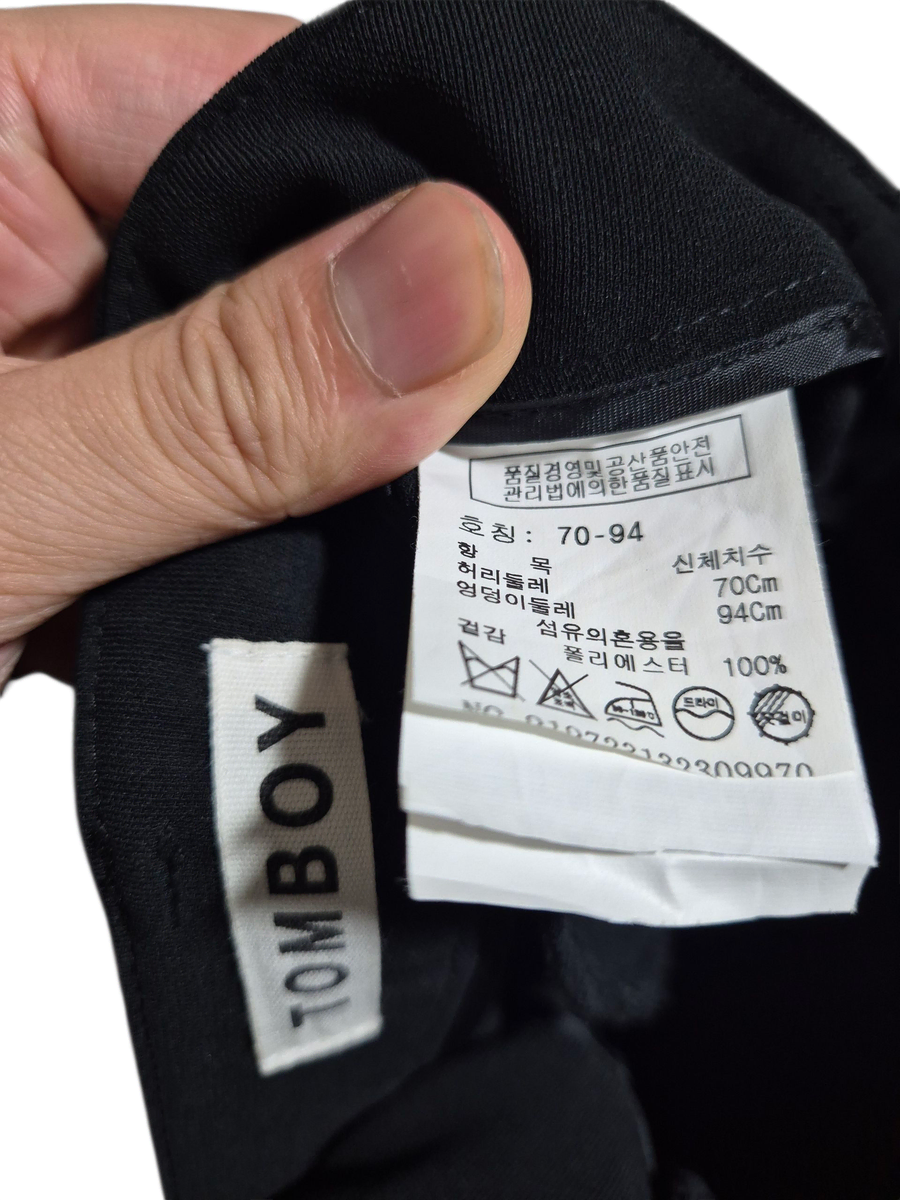 품질경영및공산품안전
관리법에의한품질표시
호칭: 70-94
항 목 신체치수
허리둘레 70Cm
엉덩이둘레 94Cm
섬유의혼용율
겉감 폴리에스터 100%
드라이
NO
TOMBOY